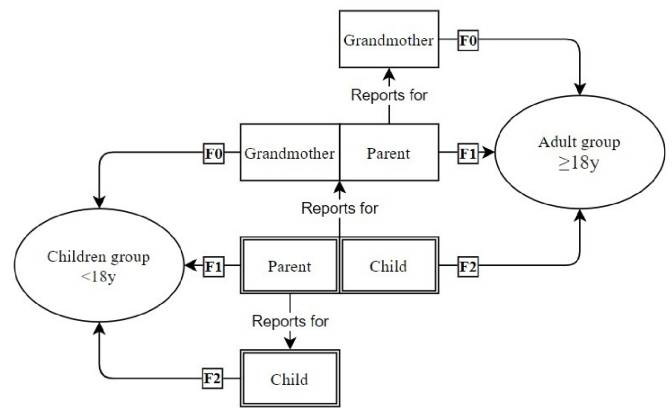 Grandmother F0
Reports for
F0 Grandmother Parent F1
Adult group
≥18y
Reports for
Children group
<18y
F1 Parent Child F2
Reports for
F2 Child